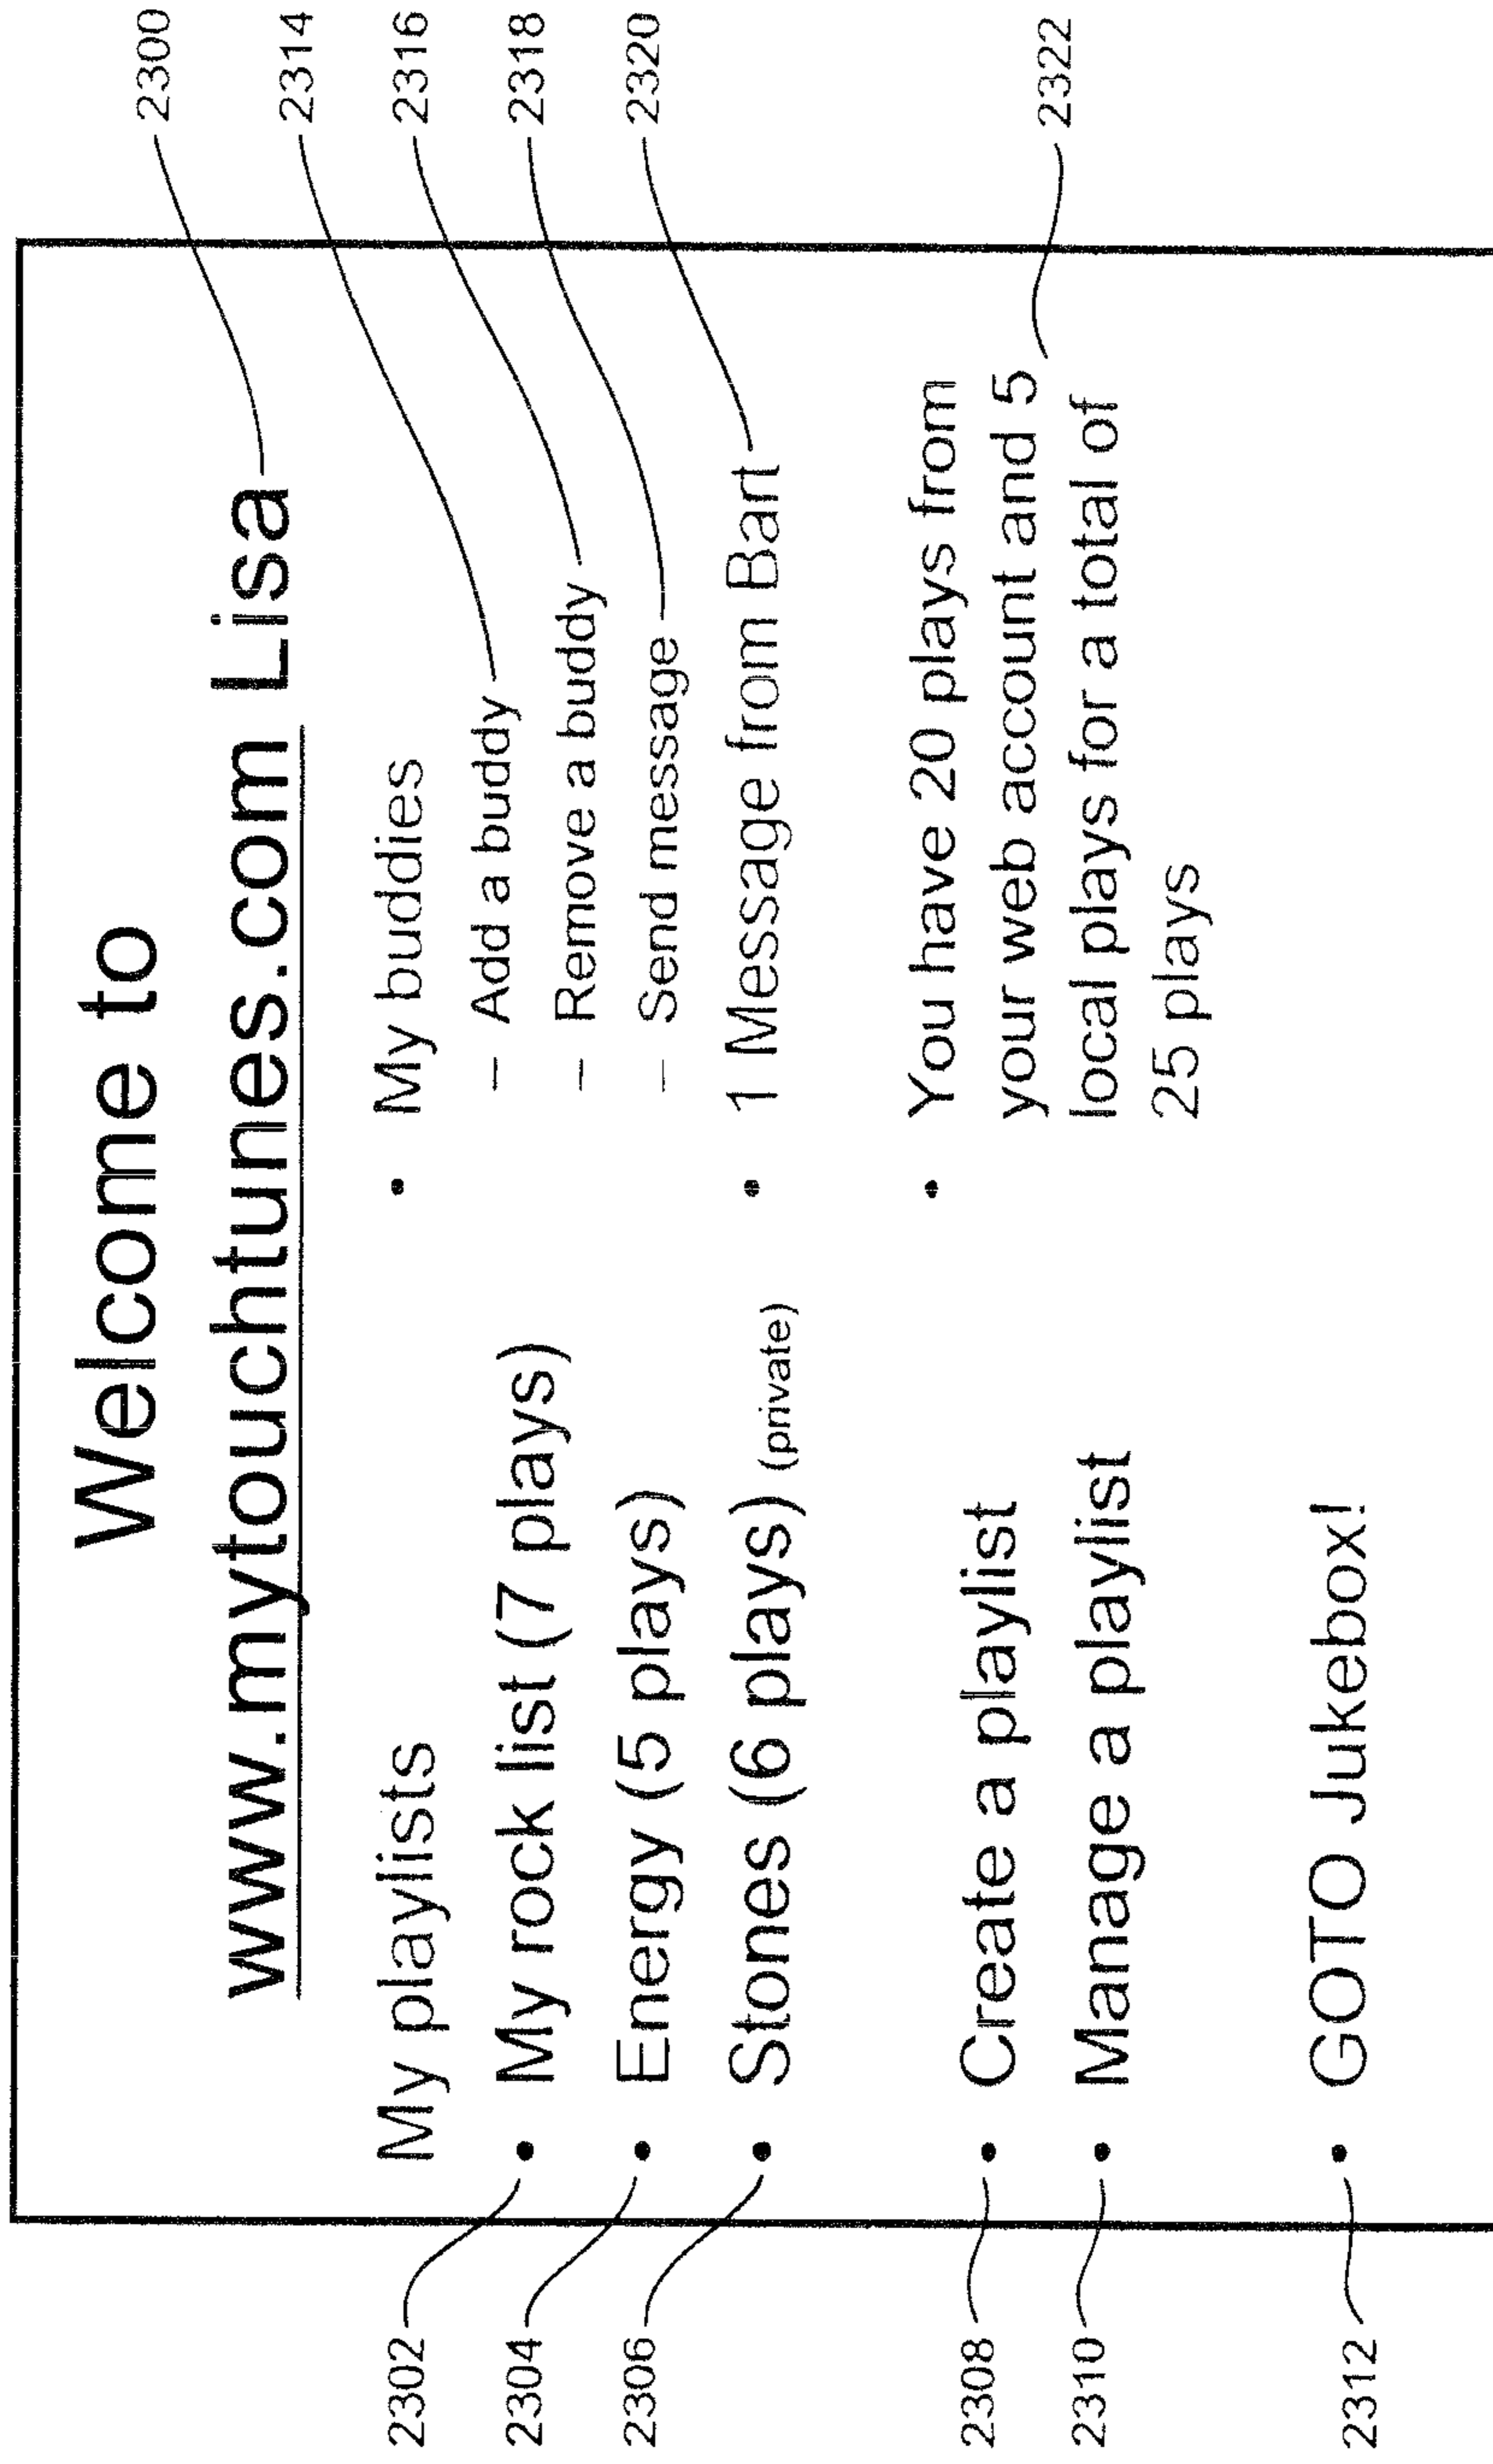 Welcome to
www.mytouchtunes.com Lisa
2300
My playlists
2302
• My rock list (7 plays)
2304
• Energy (5 plays)
2306
• Stones (6 plays) (private)
2308
• Create a playlist
2310
• Manage a playlist
2312
• GOTO Jukebox!
• My buddies
– Add a buddy
2314
– Remove a buddy
2316
– Send message
2318
• 1 Message from Bart
2320
• You have 20 plays from
your web account and 5
local plays for a total of
25 plays
2322